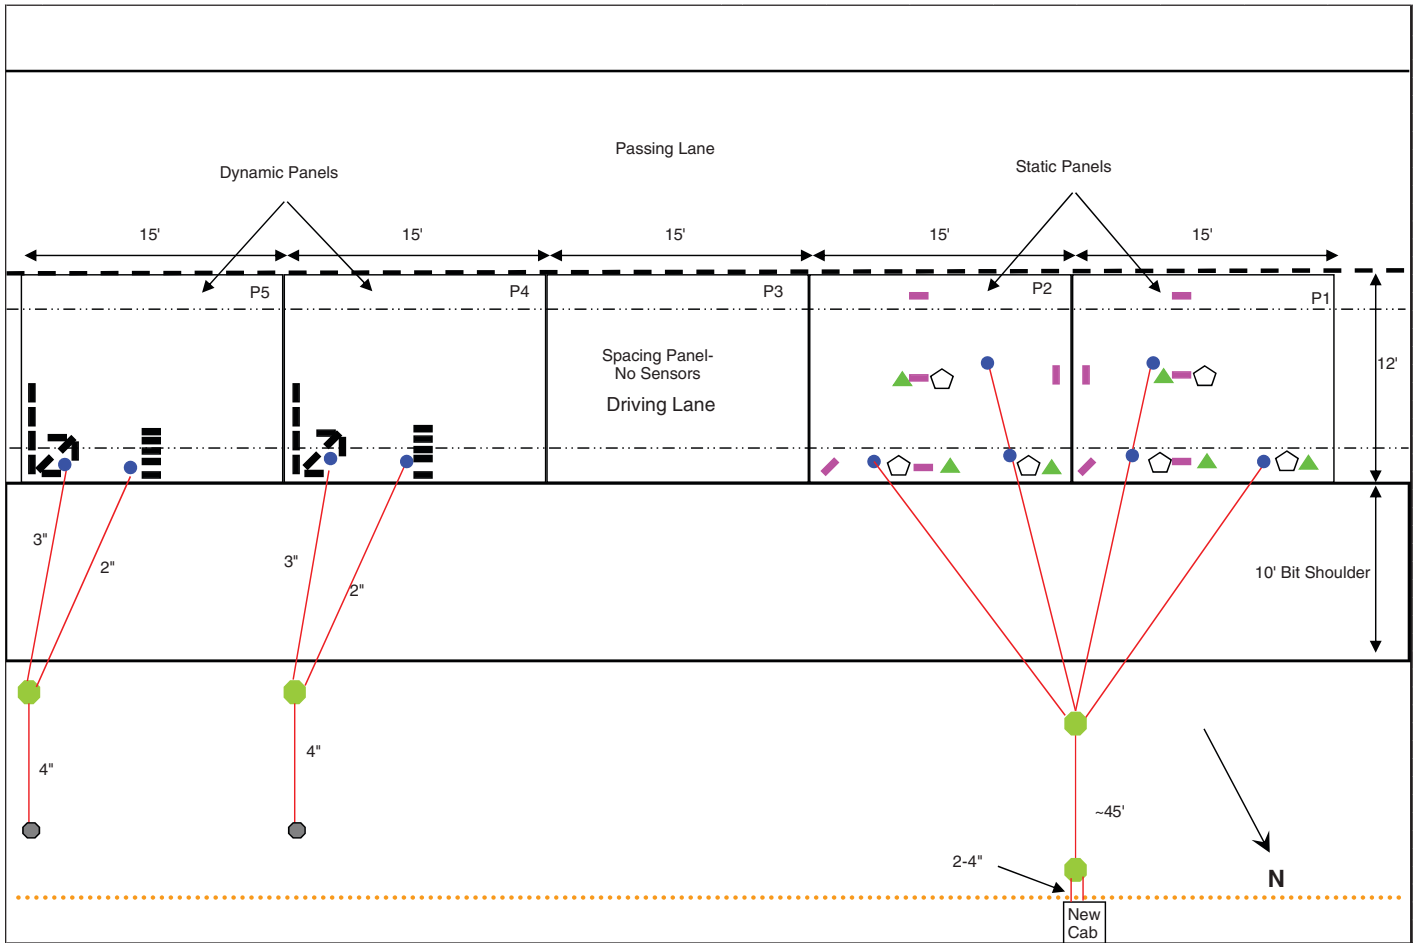 Passing Lane
Dynamic Panels
Static Panels
15'
15'
15'
15'
15'
P5
P4
P3
P2
P1
Spacing Panel-
No Sensors
Driving Lane
12'
3"
2"
3"
2"
10' Bit Shoulder
4"
4"
~45'
2-4"
N
New
Cab